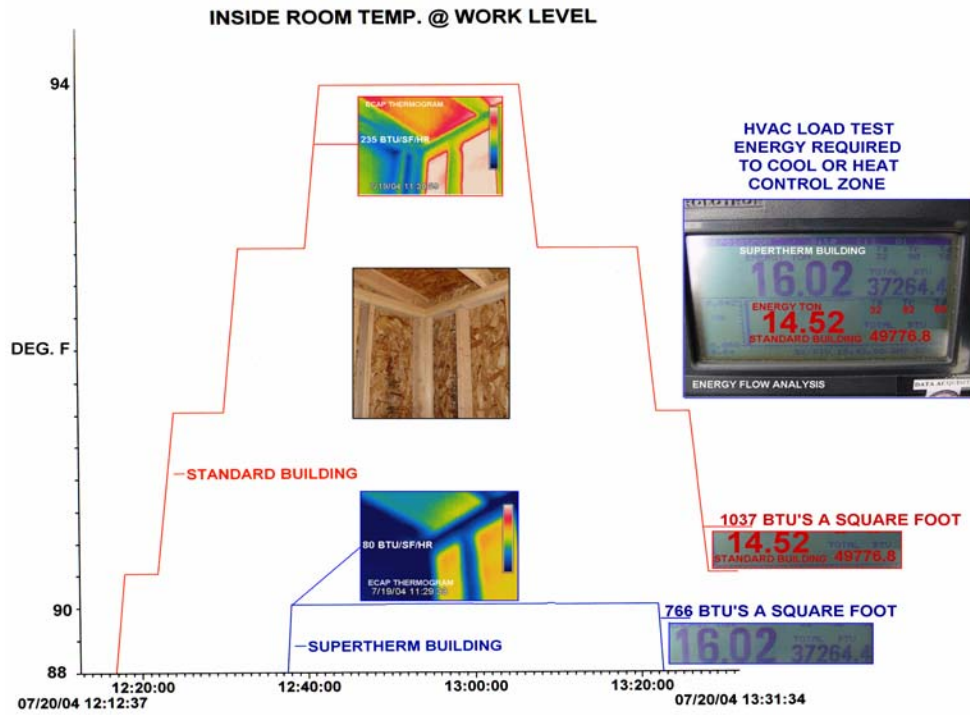 INSIDE ROOM TEMP. @ WORK LEVEL
94
ECAP THERMOGRAM
235 BTU/SF/HR
HVAC LOAD TEST
ENERGY REQUIRED
TO COOL OR HEAT
CONTROL ZONE
SUPERTHERM BUILDING
16.02
TOTAL BTU
37264.4
ENERGY TON
14.52
TOTAL BTU
STANDARD BUILDING 49776.8
ENERGY FLOW ANALYSIS
DEG. F
STANDARD BUILDING
80 BTU/SF/HR
ECAP THERMOGRAM
7/19/04 11:29
1037 BTU'S A SQUARE FOOT
14.52
STANDARD BUILDING 49776.8
90
766 BTU'S A SQUARE FOOT
SUPERTHERM BUILDING
16.02
37264.4
88
12:20:00 12:40:00 13:00:00 13:20:00
07/20/04 12:12:37 07/20/04 13:31:34